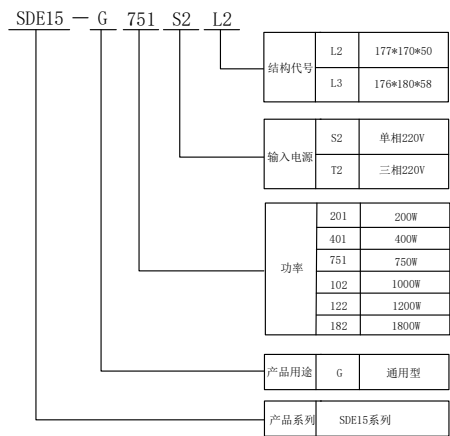 SDE15 - G 751 S2 L2
结构代号 L2 177*170*50
L3 176*180*58
输入电源 S2 单相220V
T2 三相220V
功率 201 200W
401 400W
751 750W
102 1000W
122 1200W
182 1800W
产品用途 G 通用型
产品系列 SDE15系列